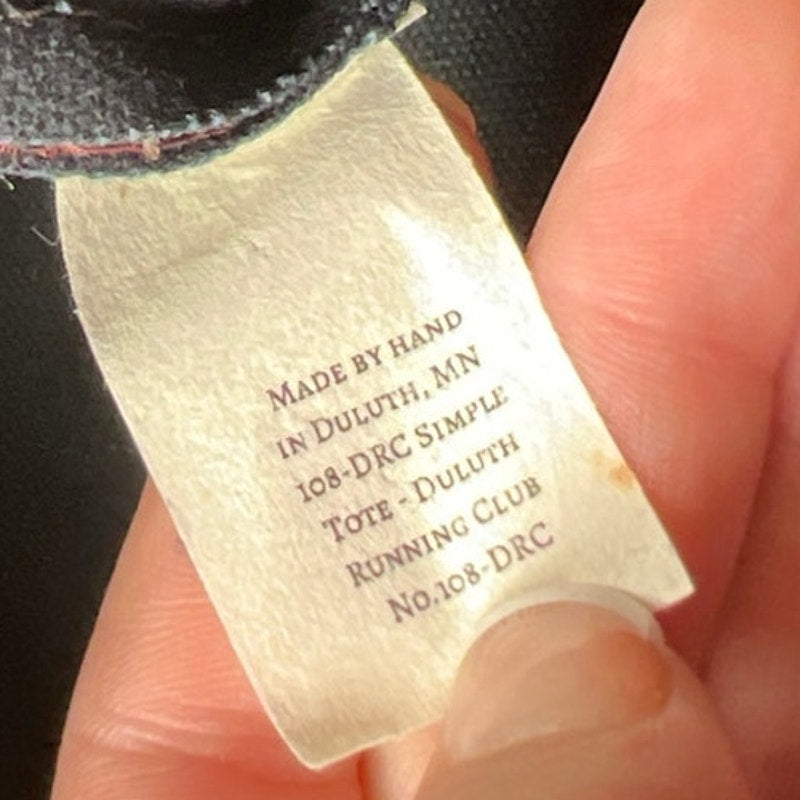 Made by hand
in Duluth, MN
108-DRC Simple
Tote - Duluth
Running Club
No.108-DRC